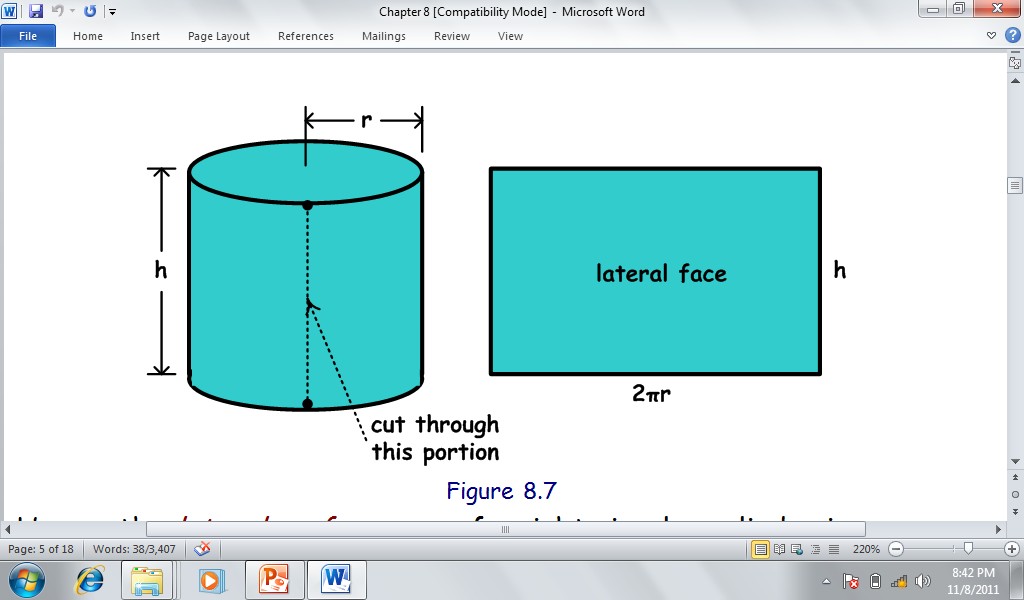 Chapter 8 [Compatibility Mode] - Microsoft Word
File Home Insert Page Layout References Mailings Review View
r
h
lateral face
h
2πr
cut through
this portion
Figure 8.7
Page: 5 of 18 Words: 38/3,407 220%
8:42 PM
11/8/2011